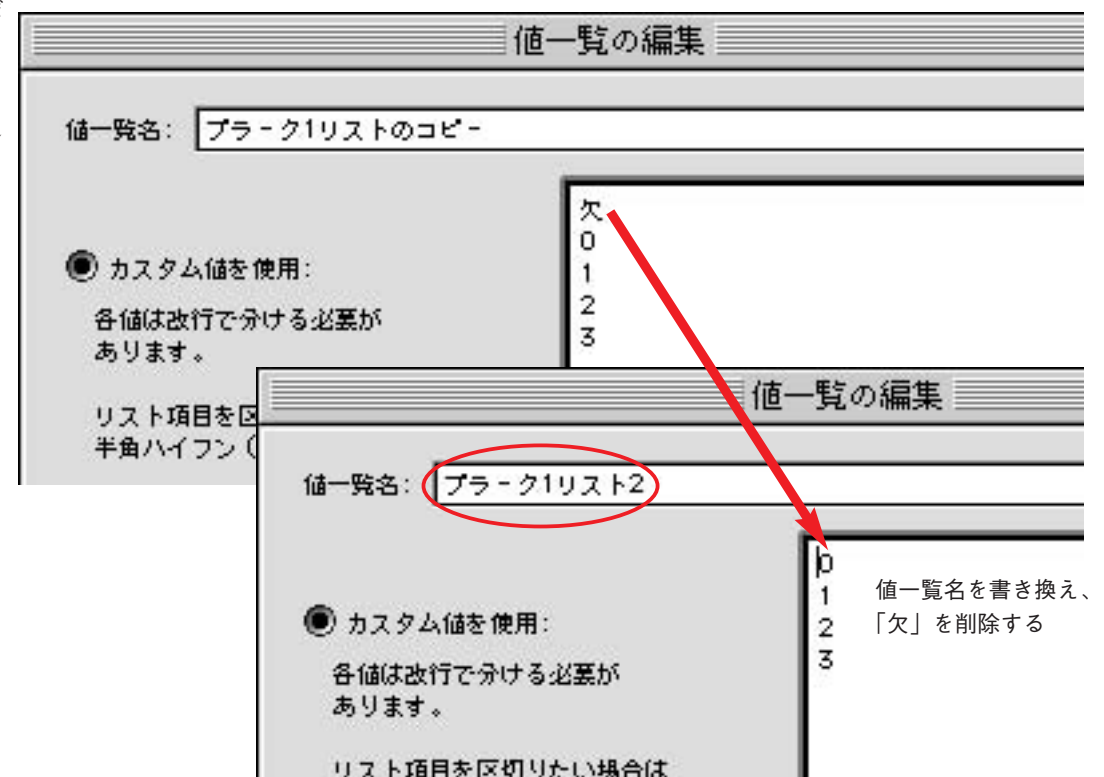 値一覧の編集
値一覧名: プラーク1リストのコピー
欠
0
1
2
3
カスタム値を使用:
各値は改行で分ける必要が
あります。
リスト項目を区
半角ハイフン (
値一覧の編集
値一覧名: プラーク1リスト2
0
1
2
3
値一覧名を書き換え、
「欠」を削除する
カスタム値を使用:
各値は改行で分ける必要が
あります。
リスト項目を区切りたい場合は